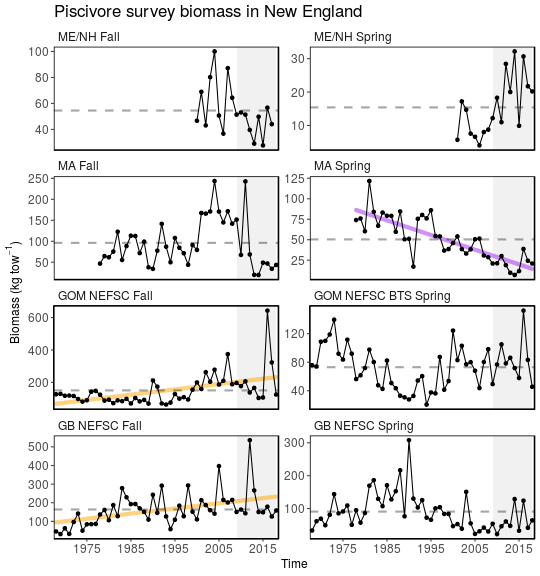 Piscivore survey biomass in New England
ME/NH Fall
ME/NH Spring
100
80
60
40
30
20
10
MA Fall
MA Spring
250
200
150
100
50
125
100
75
50
25
Biomass (kg tow⁻¹)
GOM NEFSC Fall
GOM NEFSC BTS Spring
600
400
200
120
80
40
GB NEFSC Fall
GB NEFSC Spring
500
400
300
200
100
300
200
100
1975 1985 1995 2005 2015
1975 1985 1995 2005 2015
Time